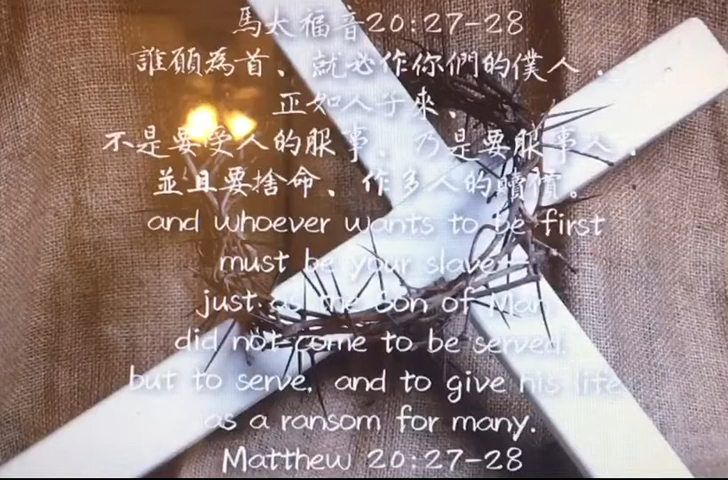 馬太福音20:27-28
誰願為首、就必作你們的僕人．
正如人子來、
不是要受人的服事、乃是要服事人．
並且要捨命、作多人的贖價。
and whoever wants to be first
must be your slave—
just as the Son of Man
did not come to be served,
but to serve, and to give his life
as a ransom for many.
Matthew 20:27-28